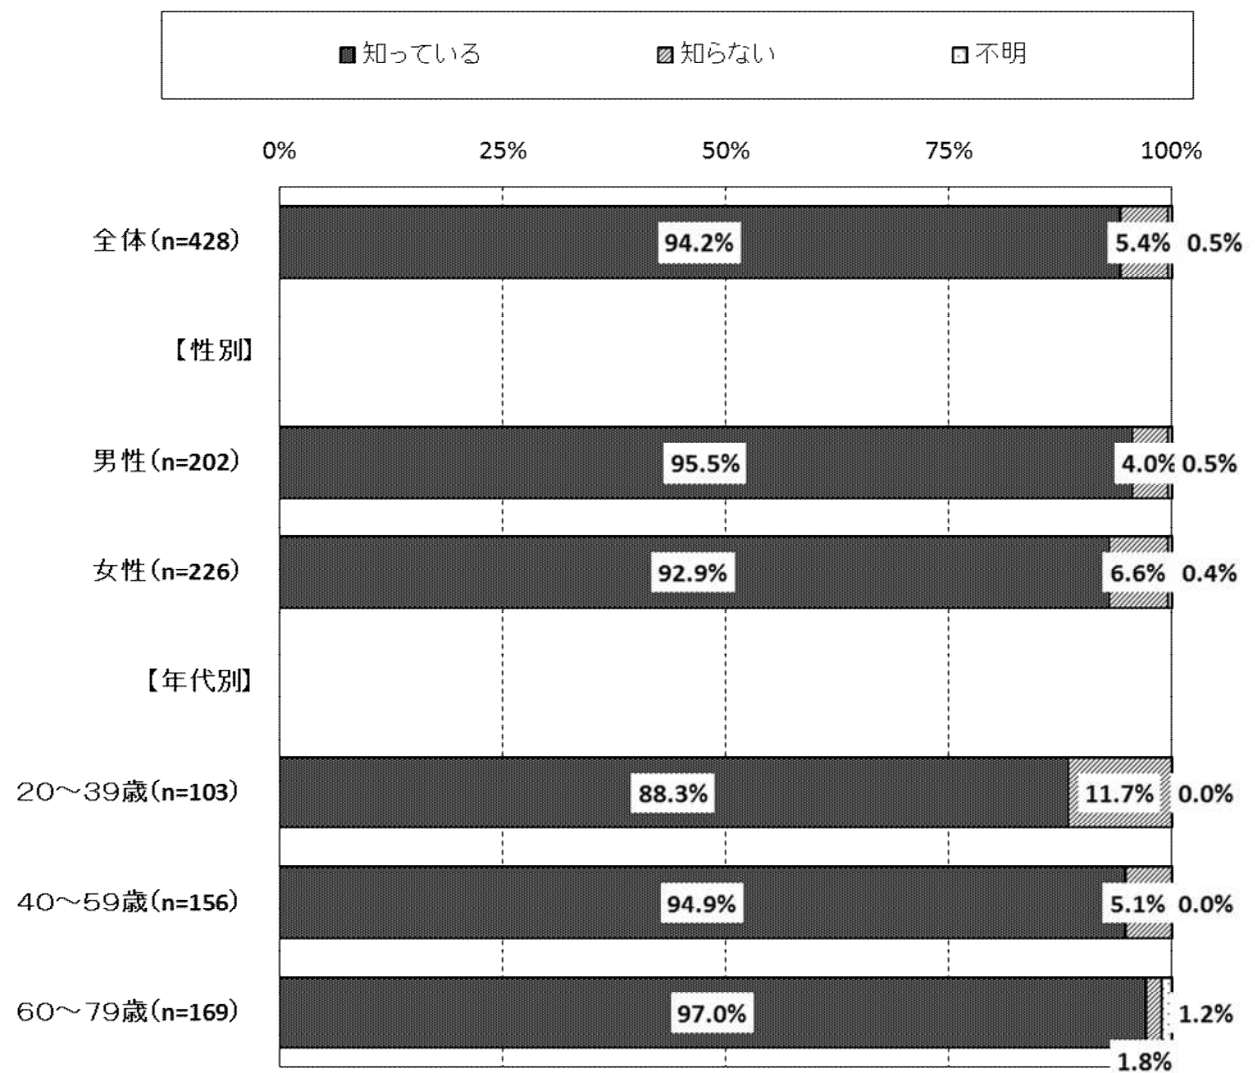 知っている 知らない 不明
0% 25% 50% 75% 100%
全体(n=428) 94.2% 5.4% 0.5%
【性別】
男性(n=202) 95.5% 4.0% 0.5%
女性(n=226) 92.9% 6.6% 0.4%
【年代別】
20～39歳(n=103) 88.3% 11.7% 0.0%
40～59歳(n=156) 94.9% 5.1% 0.0%
60～79歳(n=169) 97.0% 1.2%
1.8%